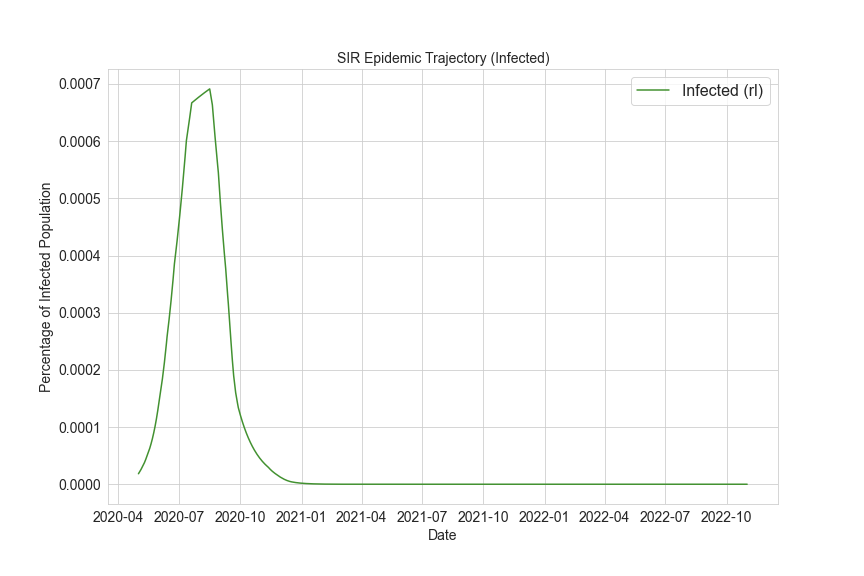 SIR Epidemic Trajectory (Infected)
Infected (rI)
Percentage of Infected Population
0.0007
0.0006
0.0005
0.0004
0.0003
0.0002
0.0001
0.0000
2020-04 2020-07 2020-10 2021-01 2021-04 2021-07 2021-10 2022-01 2022-04 2022-07 2022-10
Date